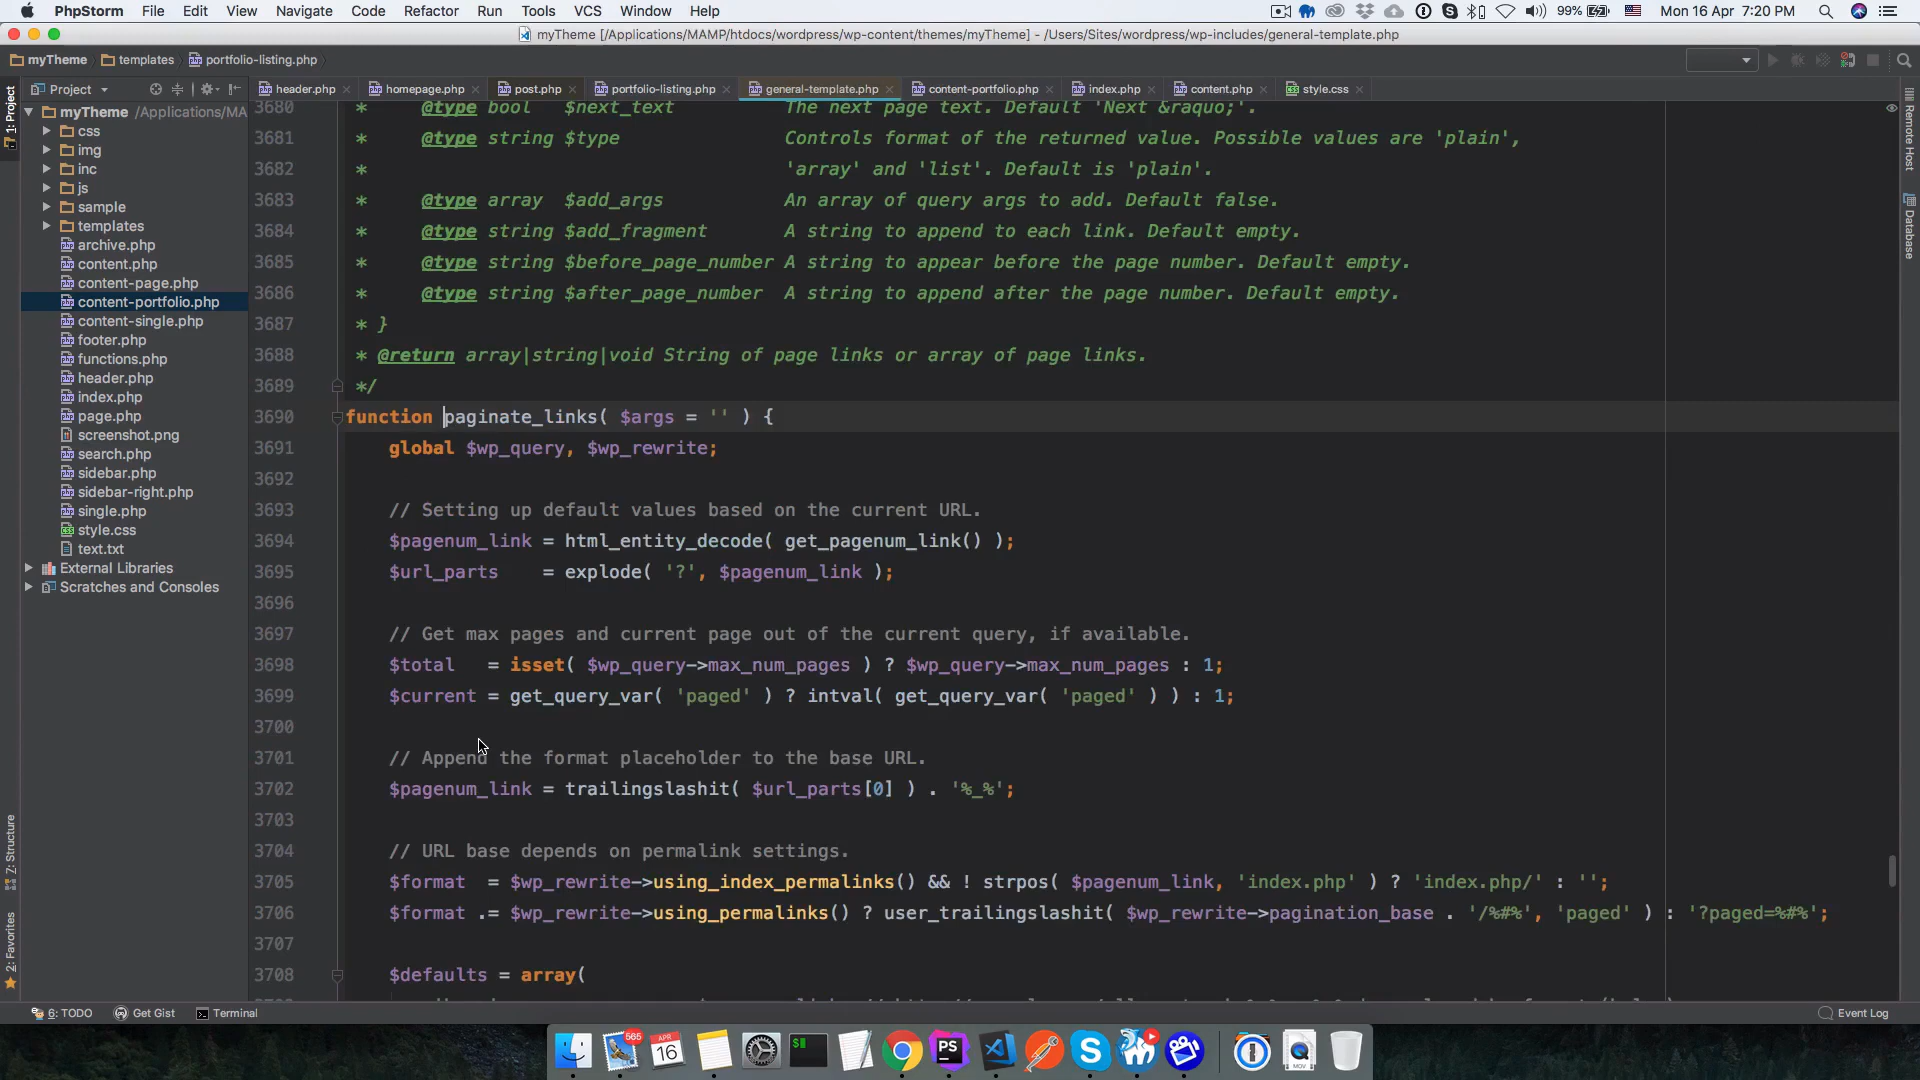 PhpStorm File Edit View Navigate Code Refactor Run Tools VCS Window Help
99% Mon 16 Apr 7:20 PM
myTheme [/Applications/MAMP/htdocs/wordpress/wp-content/themes/myTheme] - /Users/Sites/wordpress/wp-includes/general-template.php
myTheme templates portfolio-listing.php
Project
header.php homepage.php post.php portfolio-listing.php general-template.php content-portfolio.php index.php content.php style.css
1: Project
Z: Structure
2: Favorites
myTheme /Applications/MA
css
img
inc
js
sample
templates
archive.php
content.php
content-page.php
content-portfolio.php
content-single.php
footer.php
functions.php
header.php
index.php
page.php
screenshot.png
search.php
sidebar.php
sidebar-right.php
single.php
style.css
text.txt
External Libraries
Scratches and Consoles
3680 * @type bool $next_text The next page text. Default 'Next &raquo;'.
3681 * @type string $type Controls format of the returned value. Possible values are 'plain',
3682 * 'array' and 'list'. Default is 'plain'.
3683 * @type array $add_args An array of query args to add. Default false.
3684 * @type string $add_fragment A string to append to each link. Default empty.
3685 * @type string $before_page_number A string to appear before the page number. Default empty.
3686 * @type string $after_page_number A string to append after the page number. Default empty.
3687 * }
3688 * @return array|string|void String of page links or array of page links.
3689 */
3690 function paginate_links( $args = '' ) {
3691 global $wp_query, $wp_rewrite;
3692
3693 // Setting up default values based on the current URL.
3694 $pagenum_link = html_entity_decode( get_pagenum_link() );
3695 $url_parts = explode( '?', $pagenum_link );
3696
3697 // Get max pages and current page out of the current query, if available.
3698 $total = isset( $wp_query->max_num_pages ) ? $wp_query->max_num_pages : 1;
3699 $current = get_query_var( 'paged' ) ? intval( get_query_var( 'paged' ) ) : 1;
3700
3701 // Append the format placeholder to the base URL.
3702 $pagenum_link = trailingslashit( $url_parts[0] ) . '%_%';
3703
3704 // URL base depends on permalink settings.
3705 $format = $wp_rewrite->using_index_permalinks() && ! strpos( $pagenum_link, 'index.php' ) ? 'index.php/' : '';
3706 $format .= $wp_rewrite->using_permalinks() ? user_trailingslashit( $wp_rewrite->pagination_base . '/%#%', 'paged' ) : '?paged=%#%';
3707
3708 $defaults = array(
Remote Host
Database
6: TODO Get Gist Terminal
Event Log
565
APR
16
$
PS
S
MOV